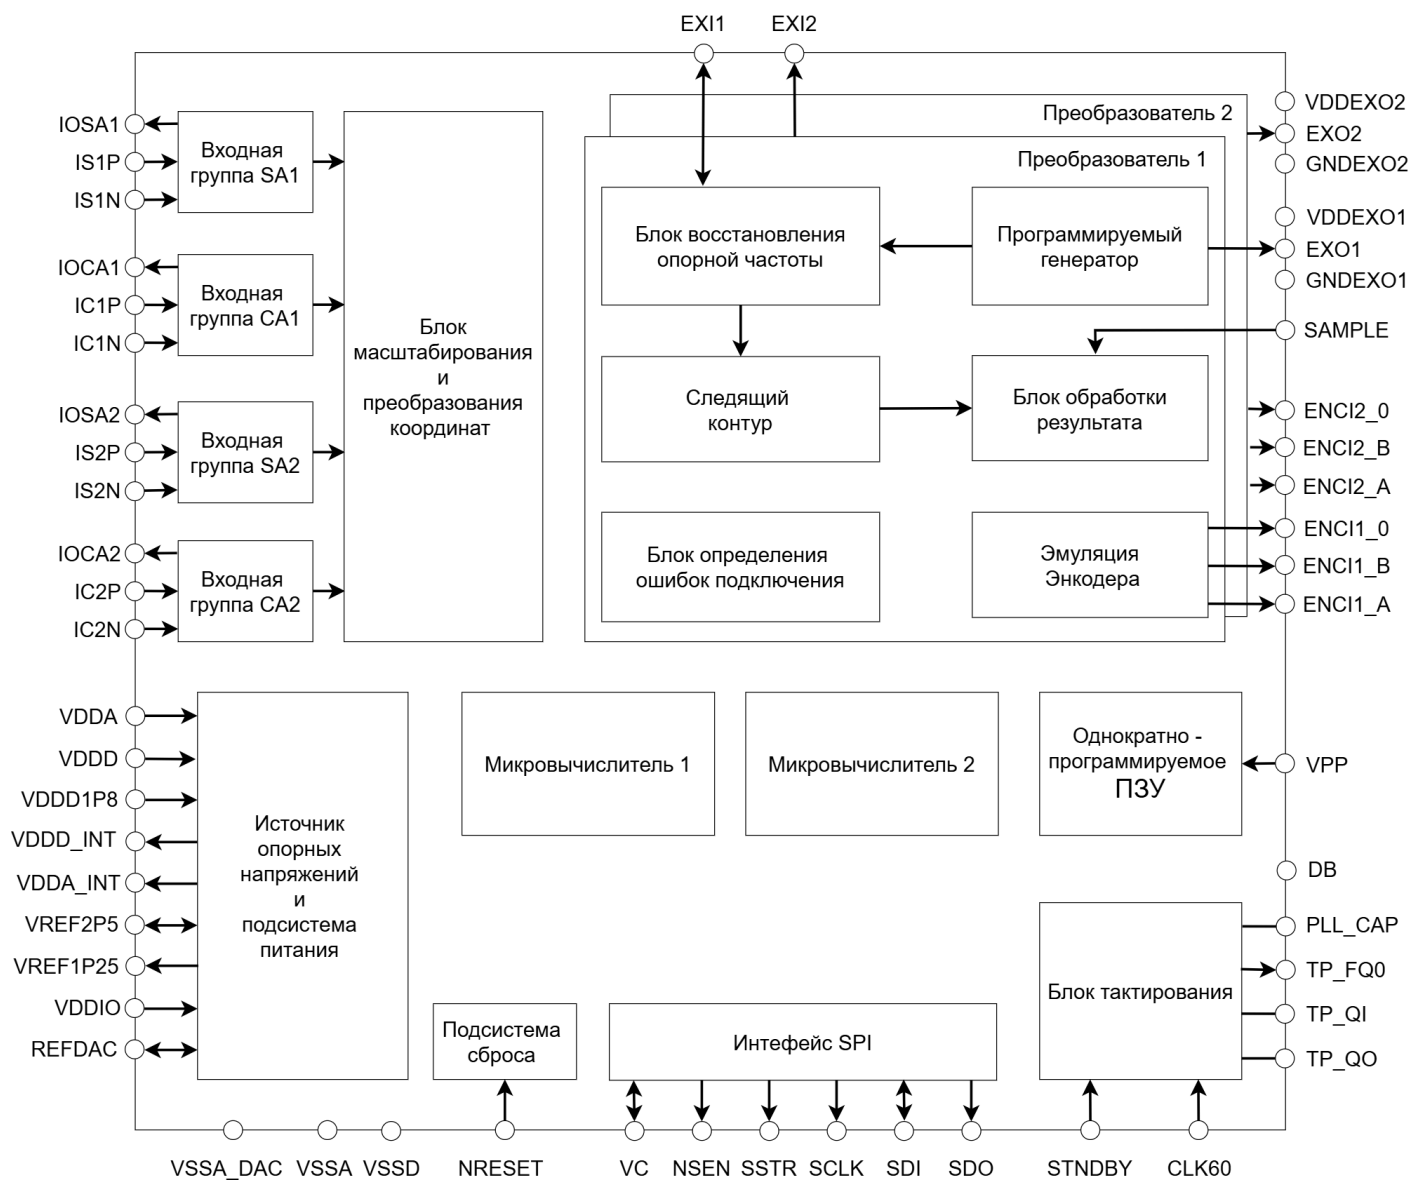 EXI1
EXI2
IOSA1
IS1P
IS1N
Входная
группа SA1
IOCA1
IC1P
IC1N
Входная
группа CA1
IOSA2
IS2P
IS2N
Входная
группа SA2
IOCA2
IC2P
IC2N
Входная
группа CA2
Блок
масштабирования
и
преобразования
координат
Преобразователь 2
Преобразователь 1
Блок восстановления
опорной частоты
Программируемый
генератор
Следящий
контур
Блок обработки
результата
Блок определения
ошибок подключения
Эмуляция
Энкодера
VDDEXO2
EXO2
GNDEXO2
VDDEXO1
EXO1
GNDEXO1
SAMPLE
ENCI2_0
ENCI2_B
ENCI2_A
ENCI1_0
ENCI1_B
ENCI1_A
VDDA
VDDD
VDDD1P8
VDDD_INT
VDDA_INT
VREF2P5
VREF1P25
VDDIO
REFDAC
Источник
опорных
напряжений
и
подсистема
питания
Микровычислитель 1
Микровычислитель 2
Однократно -
программируемое
ПЗУ
VPP
DB
Блок тактирования
PLL_CAP
TP_FQ0
TP_QI
TP_QO
Подсистема
сброса
Интефейс SPI
VSSA_DAC
VSSA
VSSD
NRESET
VC
NSEN
SSTR
SCLK
SDI
SDO
STNDBY
CLK60